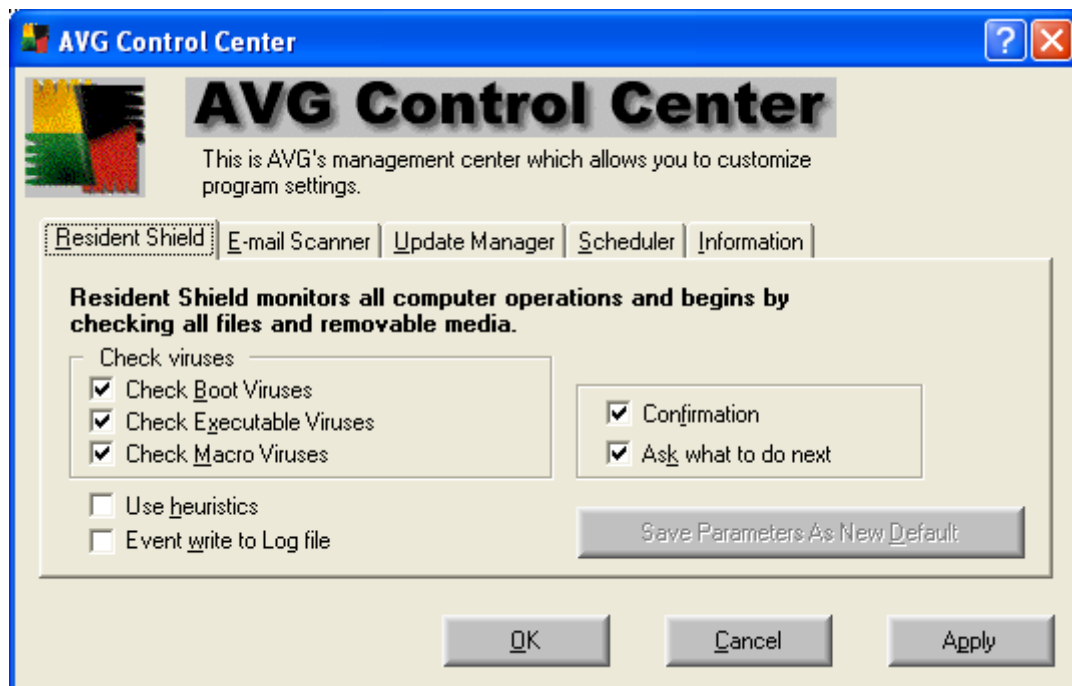 AVG Control Center
AVG Control Center
This is AVG's management center which allows you to customize
program settings.
Resident Shield
E-mail Scanner
Update Manager
Scheduler
Information
Resident Shield monitors all computer operations and begins by
checking all files and removable media.
Check viruses
Check Boot Viruses
Check Executable Viruses
Check Macro Viruses
Confirmation
Ask what to do next
Use heuristics
Event write to Log file
Save Parameters As New Default
OK
Cancel
Apply